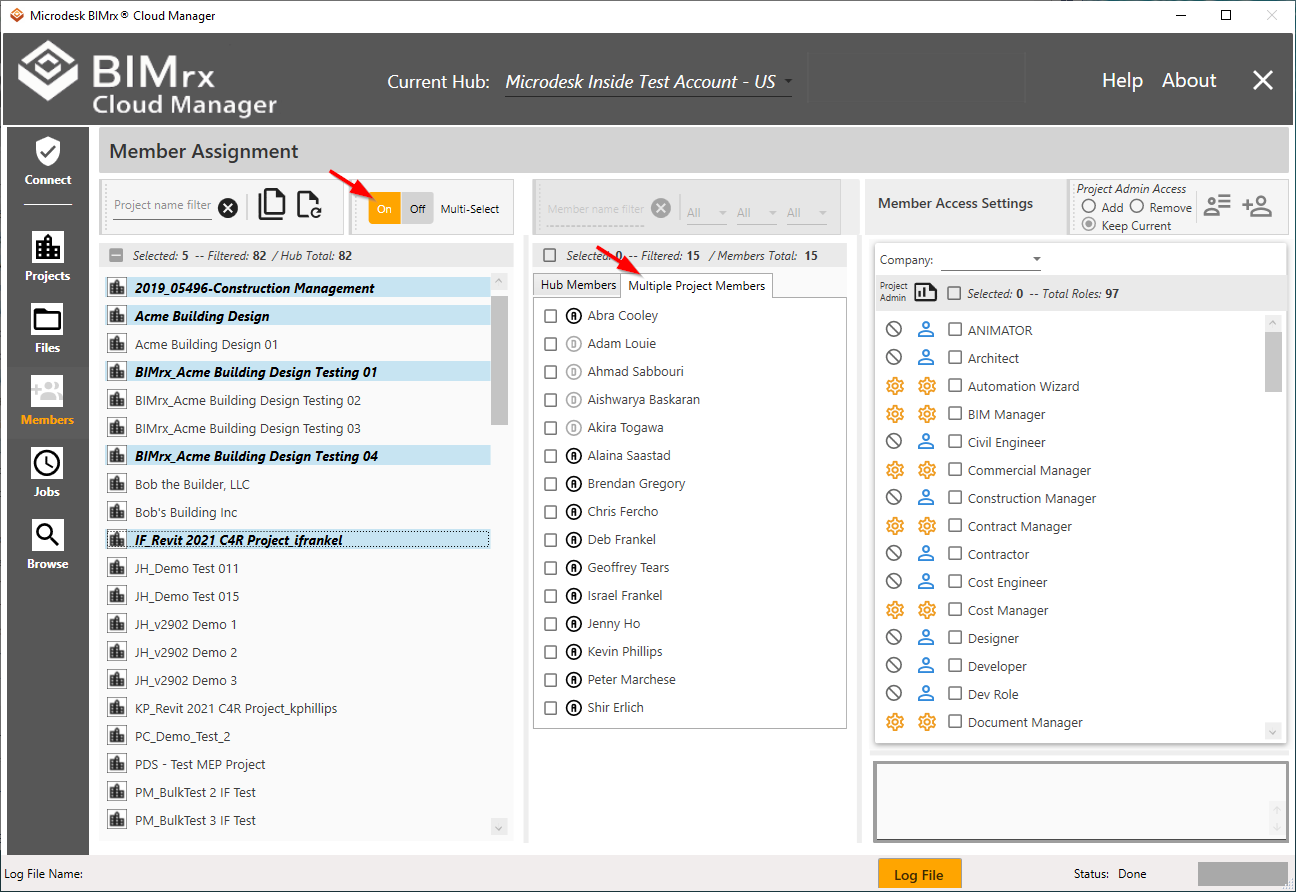 Microdesk BIMrx® Cloud Manager
BIMrx
Cloud Manager
Current Hub: Microdesk Inside Test Account - US
Help About
Connect
Projects
Files
Members
Jobs
Browse
Member Assignment
Project name filter
On Off Multi-Select
Selected: 5 -- Filtered: 82 / Hub Total: 82
2019_05496-Construction Management
Acme Building Design
Acme Building Design 01
BIMrx_Acme Building Design Testing 01
BIMrx_Acme Building Design Testing 02
BIMrx_Acme Building Design Testing 03
BIMrx_Acme Building Design Testing 04
Bob the Builder, LLC
Bob's Building Inc
IF_Revit 2021 C4R Project_ifrankel
JH_Demo Test 011
JH_Demo Test 015
JH_v2902 Demo 1
JH_v2902 Demo 2
JH_v2902 Demo 3
KP_Revit 2021 C4R Project_kphillips
PC_Demo_Test_2
PDS - Test MEP Project
PM_BulkTest 2 IF Test
PM_BulkTest 3 IF Test
Member name filter All All All
Selected: 0 -- Filtered: 15 / Members Total: 15
Hub Members Multiple Project Members
A Abra Cooley
D Adam Louie
D Ahmad Sabbouri
D Aishwarya Baskaran
D Akira Togawa
A Alaina Saastad
A Brendan Gregory
A Chris Fercho
A Deb Frankel
A Geoffrey Tears
A Israel Frankel
A Jenny Ho
A Kevin Phillips
A Peter Marchese
A Shir Erlich
Member Access Settings
Project Admin Access
Add Remove
Keep Current
Company:
Project
Admin
Selected: 0 -- Total Roles: 97
ANIMATOR
Architect
Automation Wizard
BIM Manager
Civil Engineer
Commercial Manager
Construction Manager
Contract Manager
Contractor
Cost Engineer
Cost Manager
Designer
Developer
Dev Role
Document Manager
Log File Name:
Log File
Status: Done